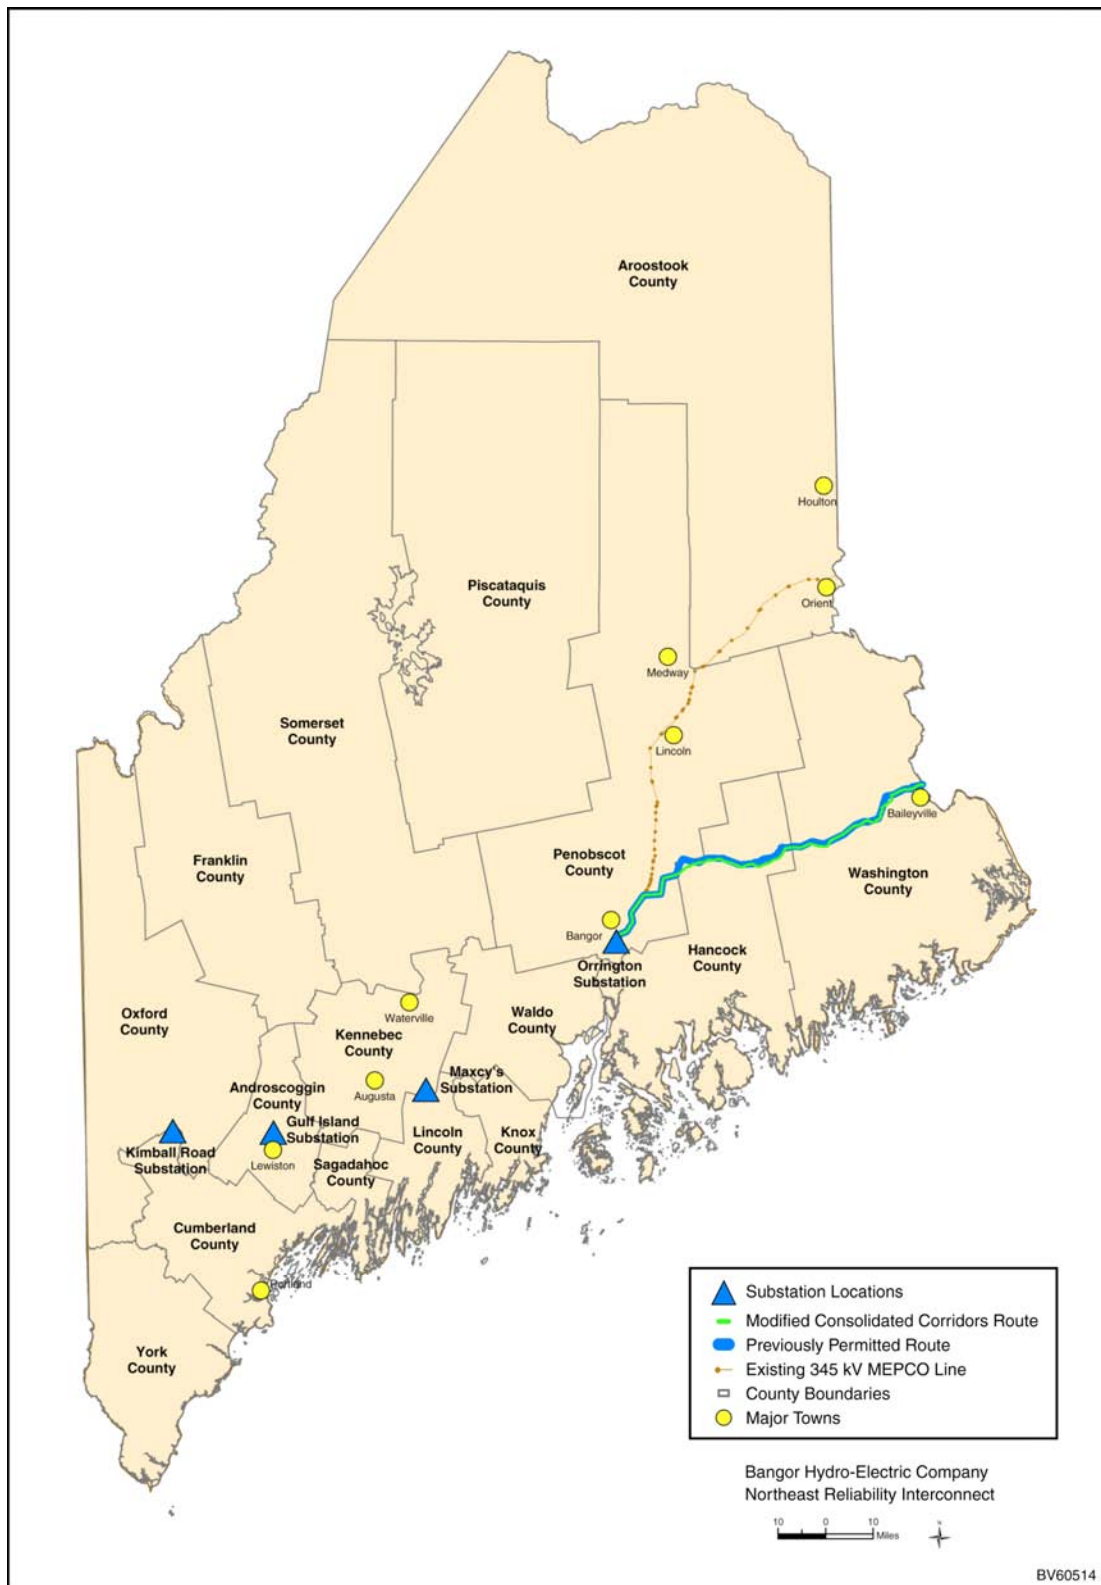 Aroostook
County
Houlton
Piscataquis
County
Orient
Medway
Somerset
County
Lincoln
Baileyville
Franklin
County
Penobscot
County
Washington
County
Bangor
Hancock
County
Orrington
Substation
Oxford
County
Waterville
Waldo
County
Kennebec
County
Maxcy's
Substation
Androscoggin
County
Augusta
Gulf Island
Substation
Lincoln
County
Knox
County
Kimball Road
Substation
Lewiston
Sagadahoc
County
Cumberland
County
Portland
York
County
Substation Locations
Modified Consolidated Corridors Route
Previously Permitted Route
Existing 345 kV MEPCO Line
County Boundaries
Major Towns
Bangor Hydro-Electric Company
Northeast Reliability Interconnect
10 0 10
Miles
N
BV60514